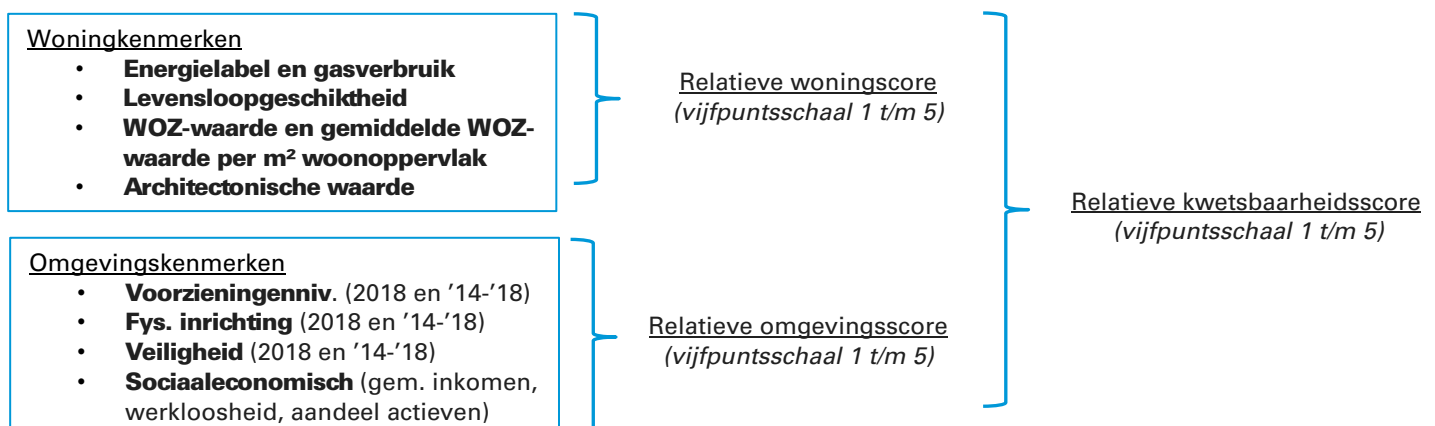 Woningkenmerken
• Energielabel en gasverbruik
• Levensloopgeschiktheid
• WOZ-waarde en gemiddelde WOZ-
waarde per m² woonoppervlak
• Architectonische waarde
Relatieve woningscore
(vijfpuntsschaal 1 t/m 5)
Relatieve kwetsbaarheidsscore
(vijfpuntsschaal 1 t/m 5)
Omgevingskenmerken
• Voorzieningenniv. (2018 en ’14-’18)
• Fys. inrichting (2018 en ’14-’18)
• Veiligheid (2018 en ’14-’18)
• Sociaaleconomisch (gem. inkomen,
werkloosheid, aandeel actieven)
Relatieve omgevingsscore
(vijfpuntsschaal 1 t/m 5)